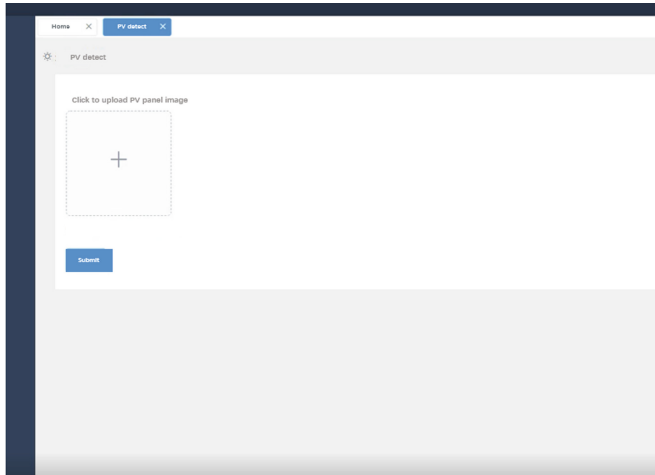 Home
PV detect
PV detect
Click to upload PV panel image
Submit